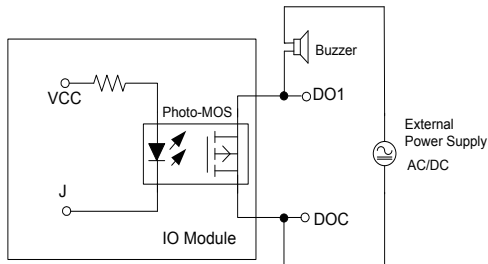 Buzzer
VCC
DO1
Photo-MOS
External
Power Supply
AC/DC
J
DOC
IO Module